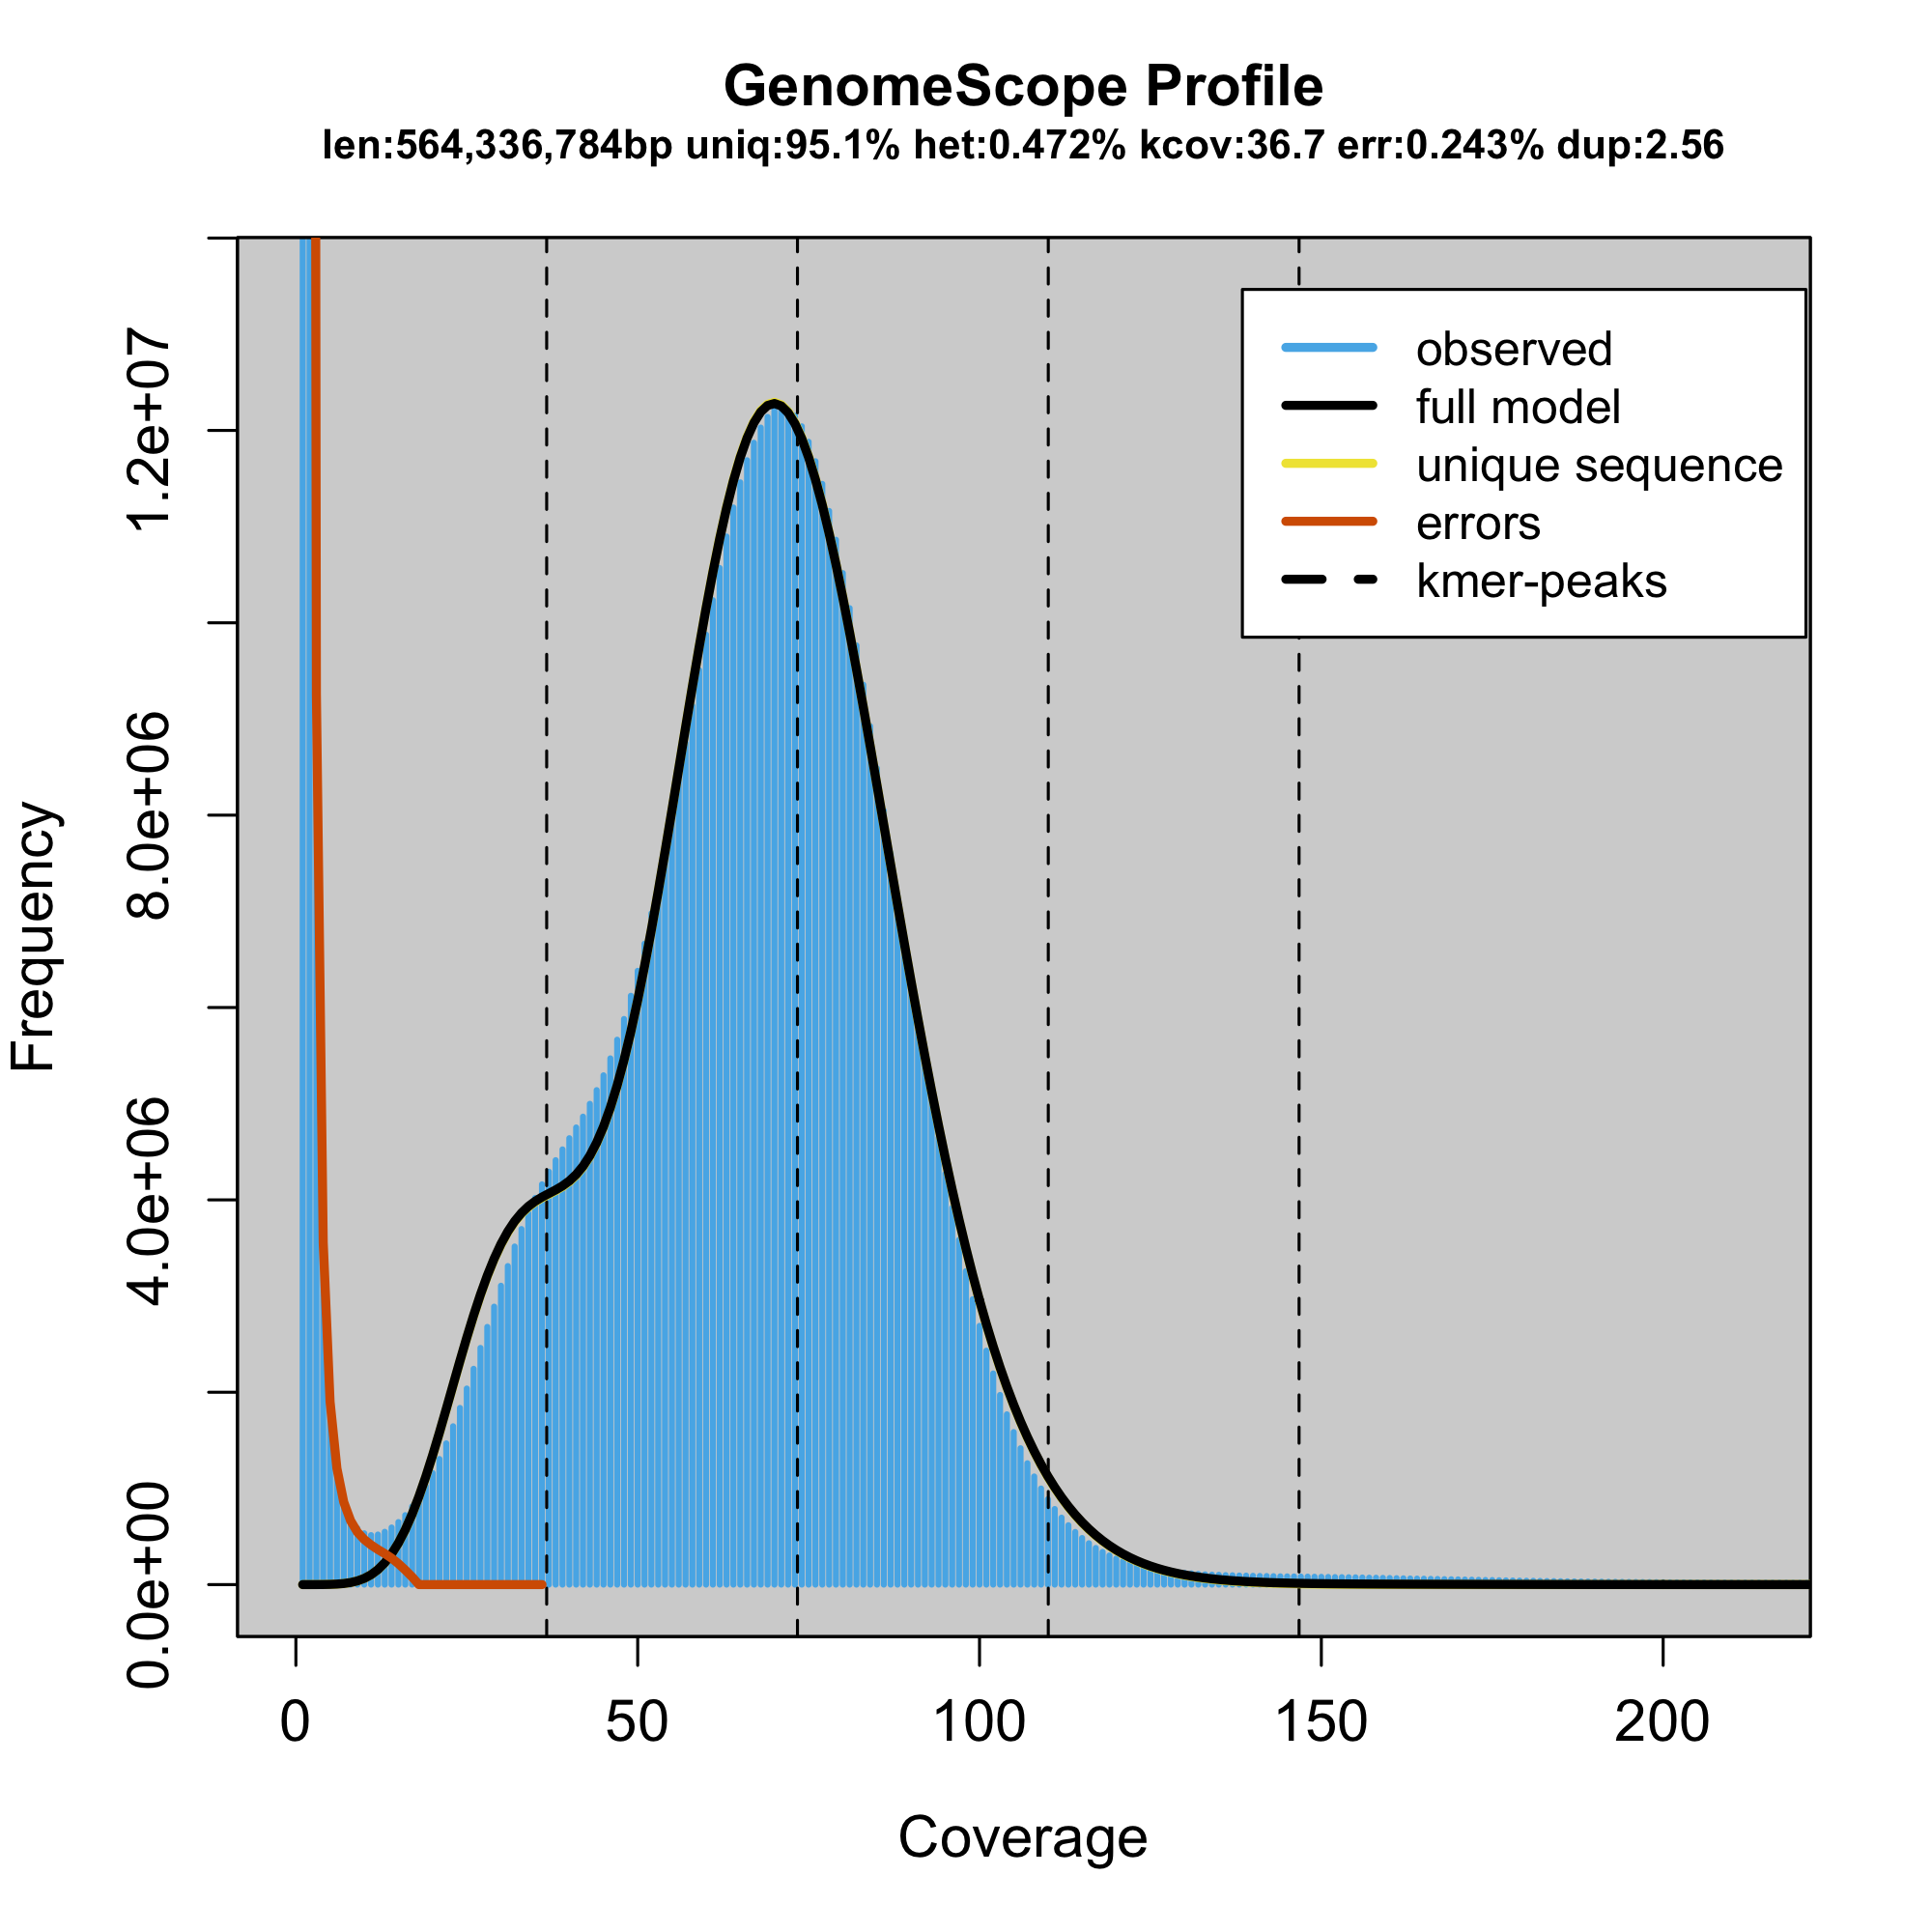 GenomeScope Profile
len:564,336,784bp uniq:95.1% het:0.472% kcov:36.7 err:0.243% dup:2.56
observed
full model
unique sequence
errors
kmer-peaks
1.2e+07
8.0e+06
4.0e+06
0.0e+00
Frequency
0 50 100 150 200
Coverage